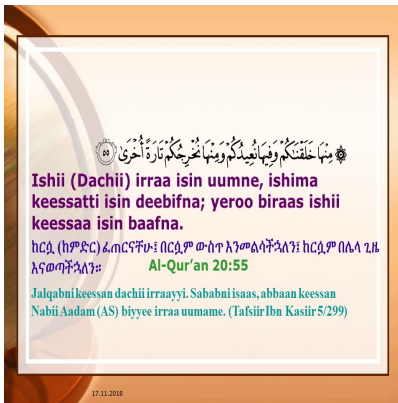 ۞ مِنْهَا خَلَقْنَاكُمْ وَفِيهَا نُعِيدُكُمْ وَمِنْهَا نُخْرِجُكُمْ تَارَةً أُخْرَىٰ ﴿٥٥﴾
Ishii (Dachii) irraa isin uumne, ishima
keessatti isin deebifna; yeroo biraas ishii
keessaa isin baafna.
ከርሷ (ከምድር) ፈጠርናችሁ፤ በርሷም ውስጥ እንመልሳችኋለን፤ ከርሷም በሌላ ጊዜ
እናወጣችኋለን። Al-Qur’an 20:55
Jalqabni keessan dachii irraayyi. Sababni isaas, abbaan keessan
Nabii Aadam(AS) biyyee irraa uumame. (Tafsiir Ibn Kasiir 5/299)
17.11.2018